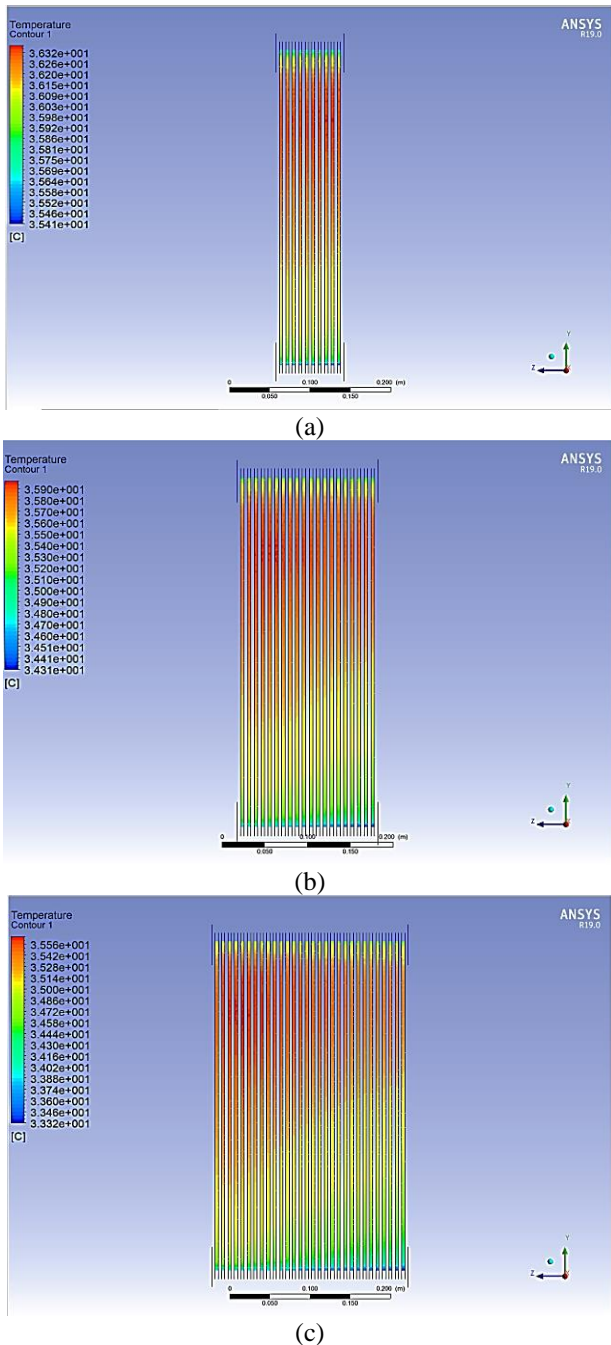 Temperature
Contour 1
ANSYS
R19.0
3.632e+001
3.626e+001
3.620e+001
3.615e+001
3.609e+001
3.603e+001
3.598e+001
3.592e+001
3.586e+001
3.581e+001
3.575e+001
3.569e+001
3.564e+001
3.558e+001
3.552e+001
3.546e+001
3.541e+001
[C]
Y
Z
0
0.100
0.200
(m)
0.050
0.150
(a)
Temperature
Contour 1
ANSYS
R19.0
3.590e+001
3.580e+001
3.570e+001
3.560e+001
3.550e+001
3.540e+001
3.530e+001
3.520e+001
3.510e+001
3.500e+001
3.490e+001
3.480e+001
3.470e+001
3.460e+001
3.451e+001
3.441e+001
3.431e+001
[C]
Y
Z
0
0.100
0.200
(m)
0.050
0.150
(b)
Temperature
Contour 1
ANSYS
R19.0
3.556e+001
3.542e+001
3.528e+001
3.514e+001
3.500e+001
3.486e+001
3.472e+001
3.458e+001
3.444e+001
3.430e+001
3.416e+001
3.402e+001
3.388e+001
3.374e+001
3.360e+001
3.346e+001
3.332e+001
[C]
Y
Z
0
0.100
0.200
(m)
0.050
0.150
(c)